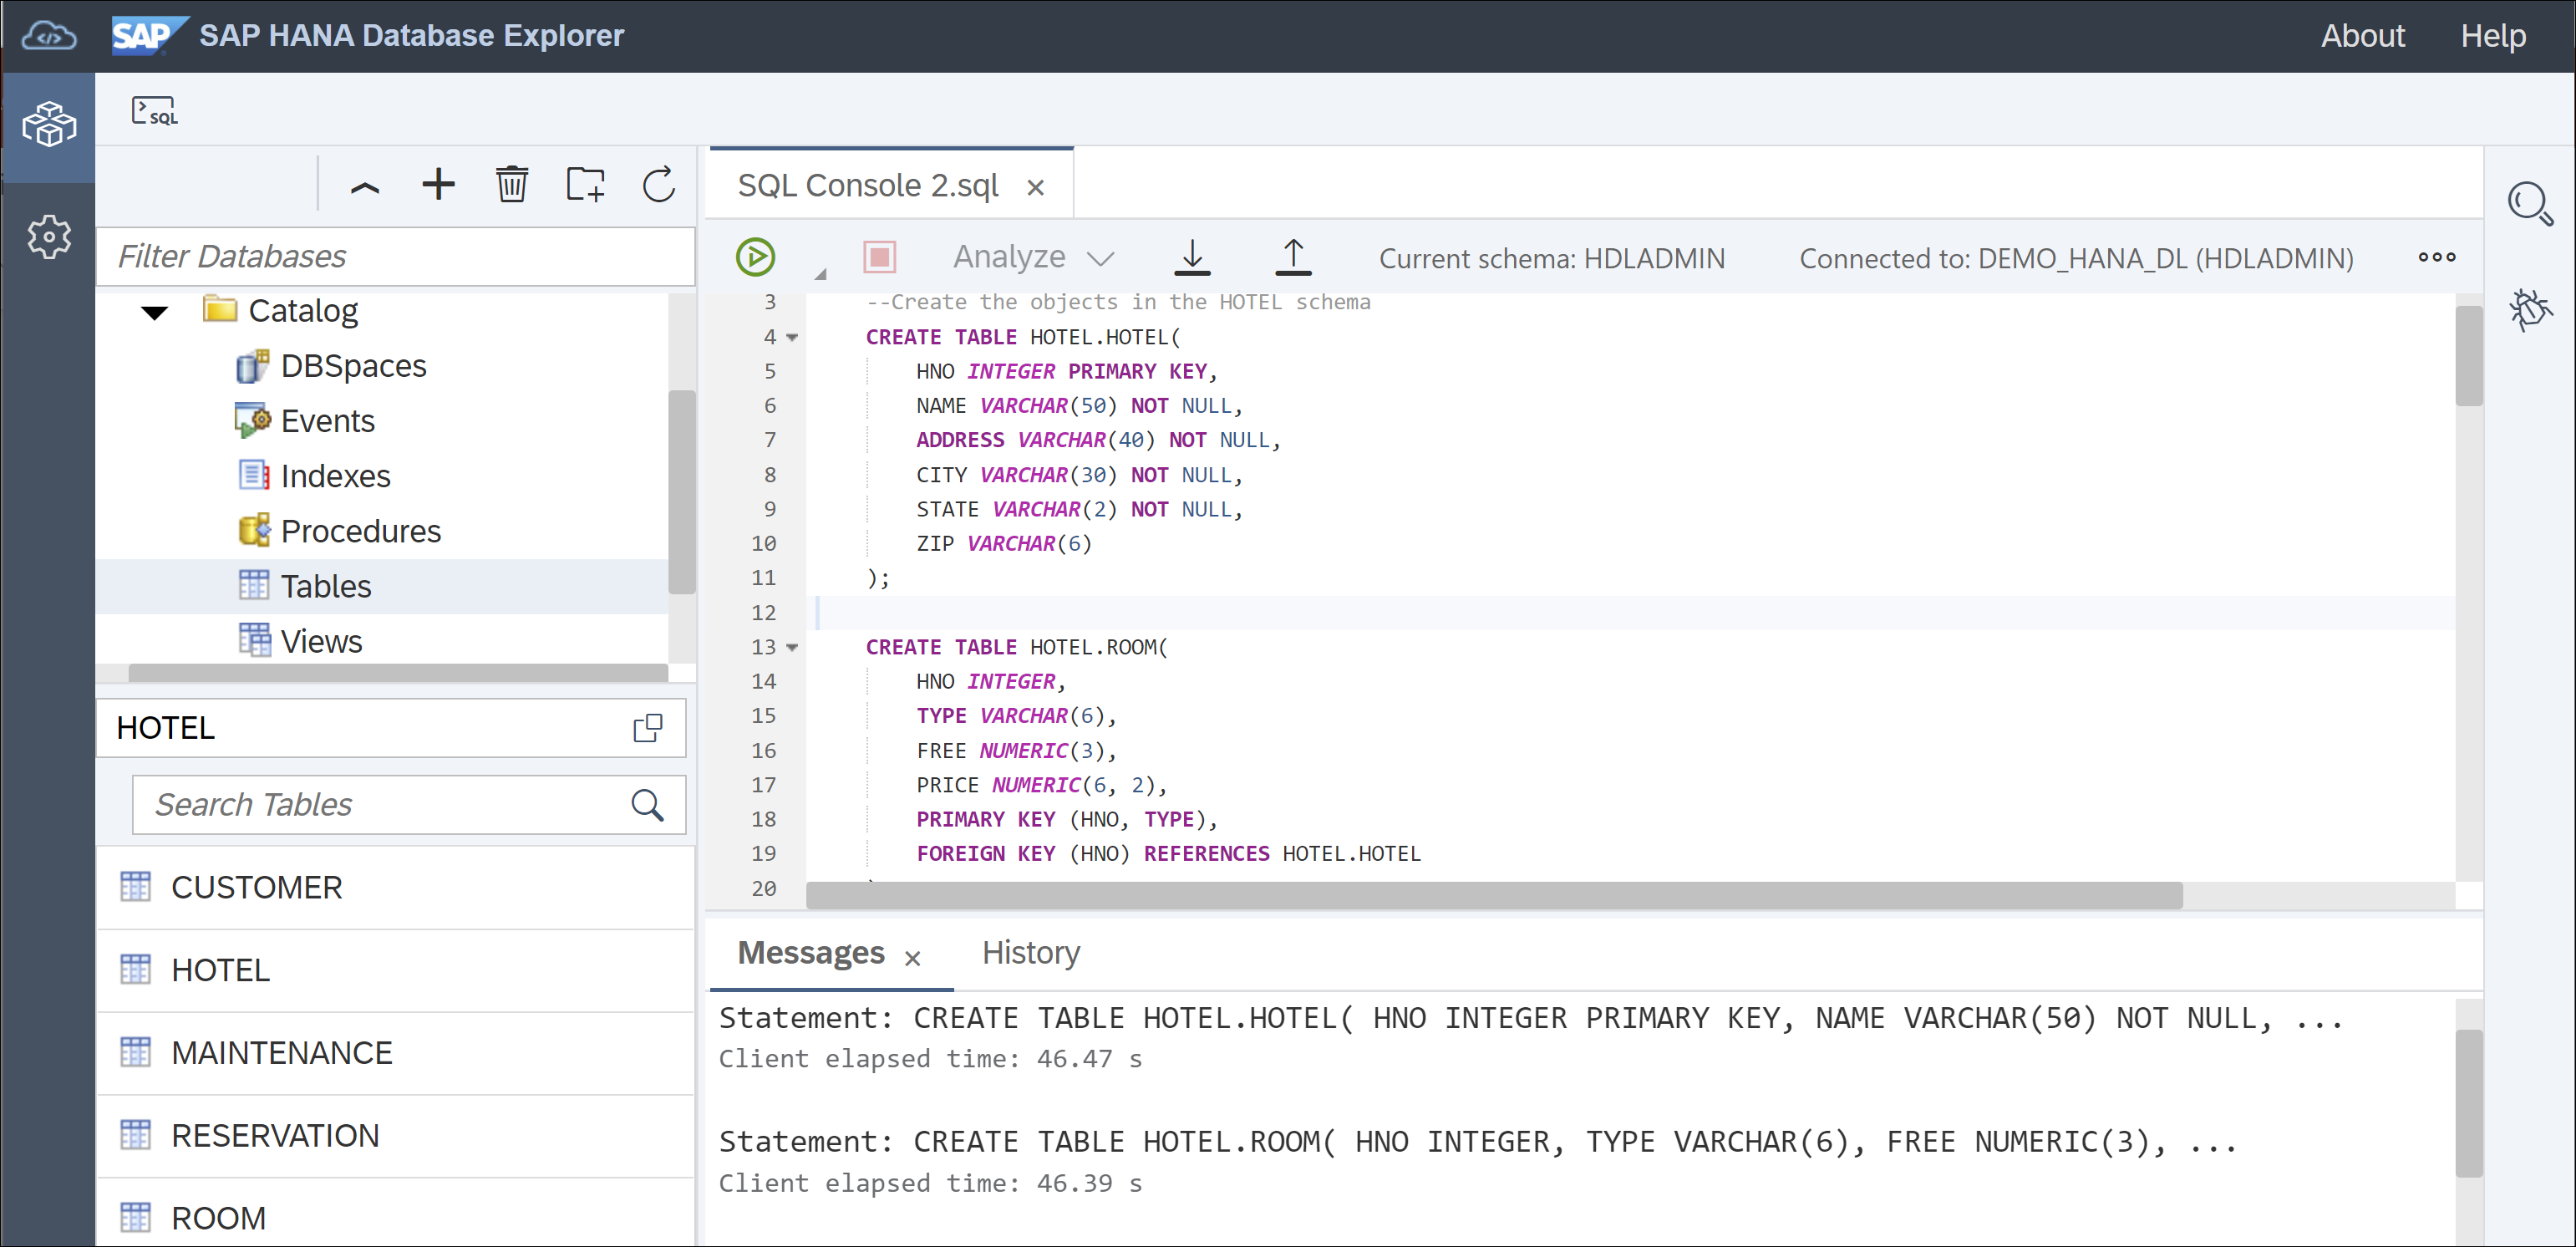 SAP SAP HANA Database Explorer About Help
SQL
SQL Console 2.sql
Filter Databases
Catalog
DBSpaces
Events
Indexes
Procedures
Tables
Views
HOTEL
Search Tables
CUSTOMER
HOTEL
MAINTENANCE
RESERVATION
ROOM
Analyze Current schema: HDLADMIN Connected to: DEMO_HANA_DL (HDLADMIN)
3 --Create the objects in the HOTEL schema
4 CREATE TABLE HOTEL.HOTEL(
5 HNO INTEGER PRIMARY KEY,
6 NAME VARCHAR(50) NOT NULL,
7 ADDRESS VARCHAR(40) NOT NULL,
8 CITY VARCHAR(30) NOT NULL,
9 STATE VARCHAR(2) NOT NULL,
10 ZIP VARCHAR(6)
11 );
12
13 CREATE TABLE HOTEL.ROOM(
14 HNO INTEGER,
15 TYPE VARCHAR(6),
16 FREE NUMERIC(3),
17 PRICE NUMERIC(6, 2),
18 PRIMARY KEY (HNO, TYPE),
19 FOREIGN KEY (HNO) REFERENCES HOTEL.HOTEL
20
Messages History
Statement: CREATE TABLE HOTEL.HOTEL( HNO INTEGER PRIMARY KEY, NAME VARCHAR(50) NOT NULL, ...
Client elapsed time: 46.47 s
Statement: CREATE TABLE HOTEL.ROOM( HNO INTEGER, TYPE VARCHAR(6), FREE NUMERIC(3), ...
Client elapsed time: 46.39 s